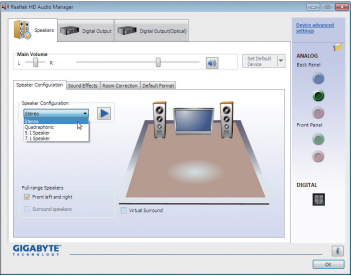 Realtek HD Audio Manager
Speakers
Digital Output
Digital Output(Optical)
Device advanced
settings
Main Volume
L
R
Set Default
Device
ANALOG
Back Panel
Speaker Configuration
Sound Effects
Room Correction
Default Format
Speaker Configuration
Stereo
Stereo
Quadraphonic
5.1 Speaker
7.1 Speaker
Front Panel
DIGITAL
Full-range Speakers
Front left and right
Surround speakers
Virtual Surround
GIGABYTE
TECHNOLOGY
OK